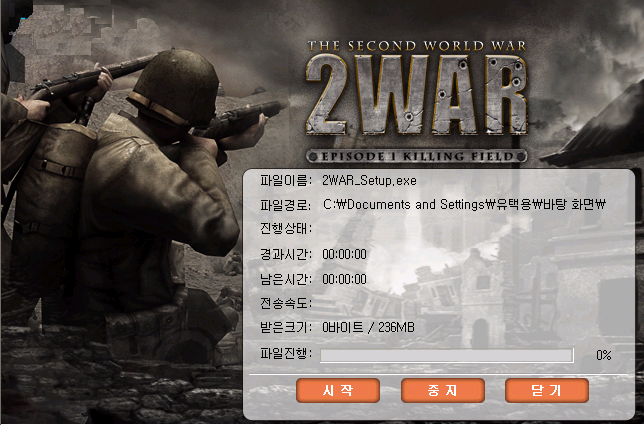 THE SECOND WORLD WAR
2WAR
EPISODE I KILLING FIELD
파일이름: 2WAR_Setup.exe
파일경로: C:\Documents and Settings\유택용\바탕 화면\
진행상태:
경과시간: 00:00:00
남은시간: 00:00:00
전송속도:
받은크기: 0바이트 / 236MB
파일진행: 0%
시 작 중 지 닫 기